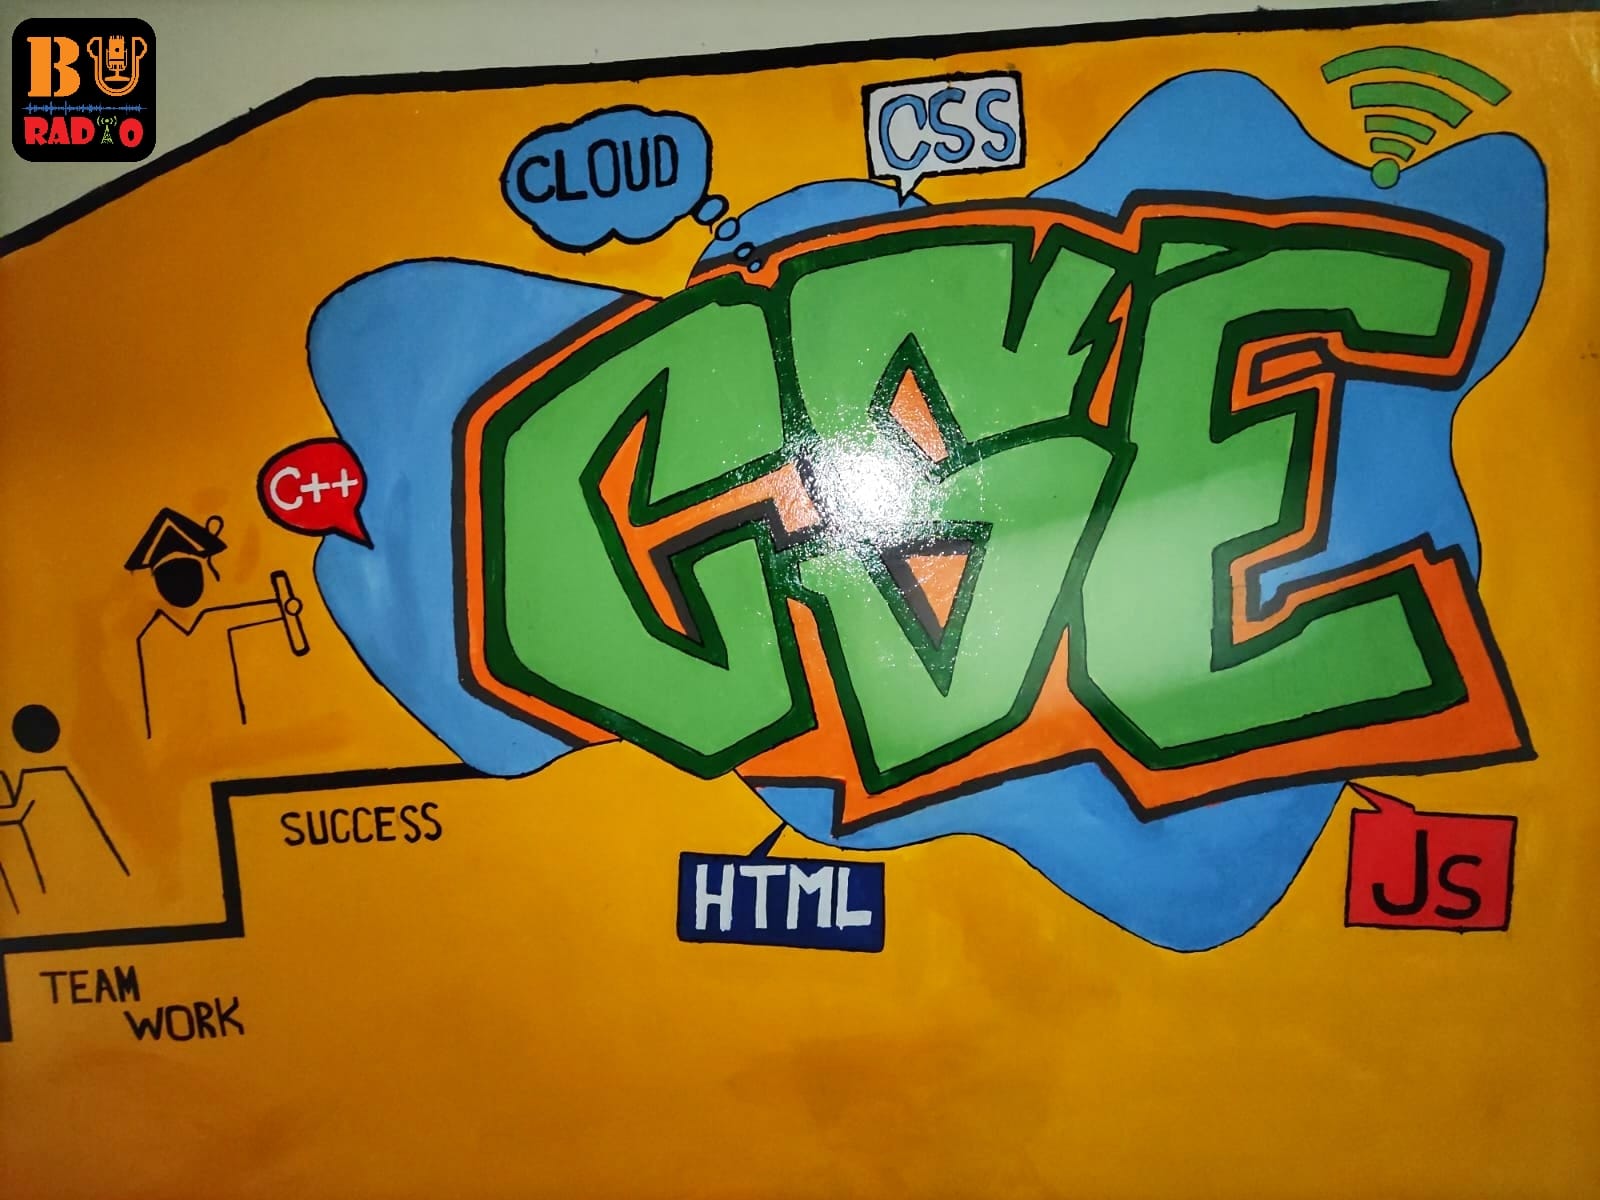 BU
RADIO
CLOUD
CSS
CSE
C++
SUCCESS
HTML
JS
TEAM
WORK